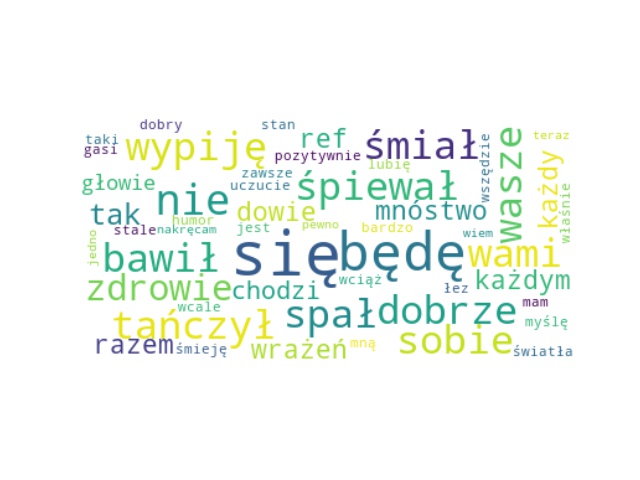 dobry stan
taki wypiję ref śmiał wszędzie wasze teraz
gasi pozytywnie lubię każdy
głowie zawsze śpiewał właśnie
uczucie
nie dowie mnóstwo
tak humor
stale nakręcam jest pewno bardzo wiem
jedno bawił się będę wami
zdrowie chodzi wciąż łez każdym
wcale spał dobrze mam
tańczył myślę
razem śmieję wrażeń mną sobie światła